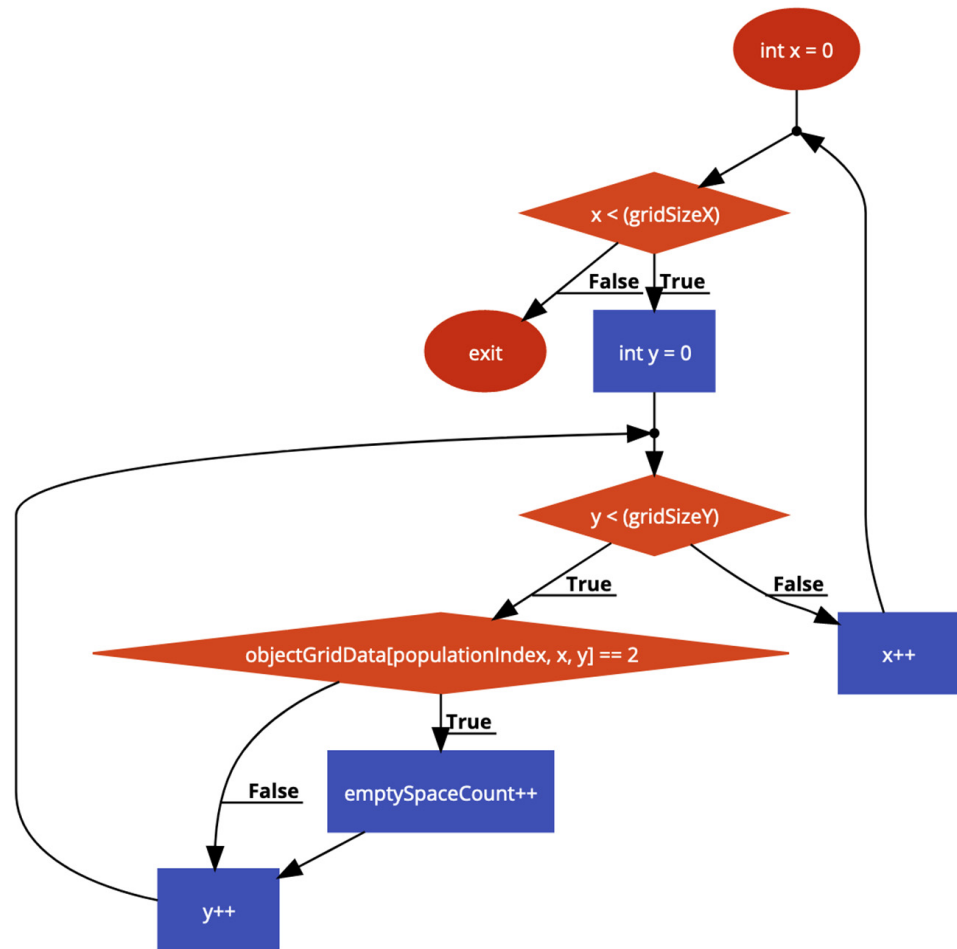 int x = 0
x < (gridSizeX)
False
True
exit
int y = 0
y < (gridSizeY)
True
False
objectGridData[populationIndex, x, y] == 2
x++
True
False
emptySpaceCount++
y++